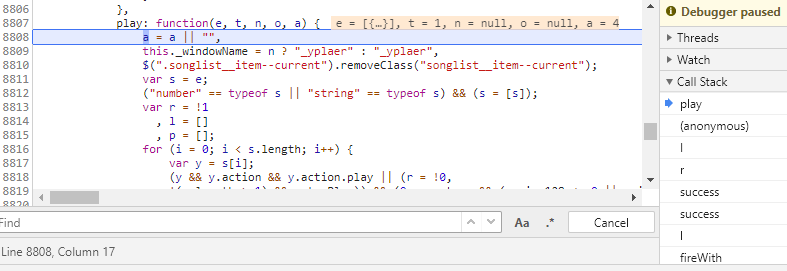 8806 },
8807 play: function(e, t, n, o, a) { e = [{…}], t = 1, n = null, o = null, a = 4
8808 a = a || "",
8809 this._windowName = n ? "_yplaer" : "_yplaer",
8810 $(".songlist__item--current").removeClass("songlist__item--current");
8811 var s = e;
8812 ("number" == typeof s || "string" == typeof s) && (s = [s]);
8813 var r = !1
8814 , l = []
8815 , p = [];
8816 for (i = 0; i < s.length; i++) {
8817 var y = s[i];
8818 (y && y.action && y.action.play || (r = !0,
8819
Find
Aa
.*
Cancel
Line 8808, Column 17
Debugger paused
Threads
Watch
Call Stack
play
(anonymous)
l
r
success
success
l
fireWith